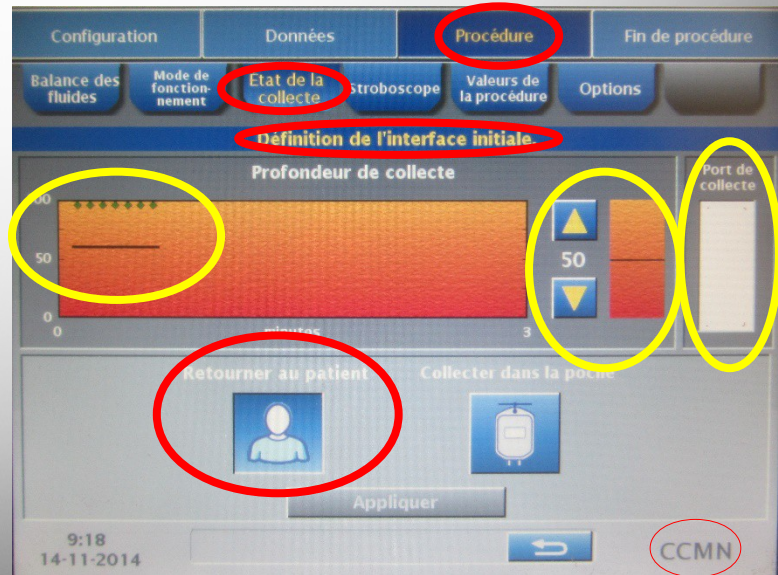 Configuration
Données
Procédure
Fin de procédure
Balance des
fluides
Mode de
fonction-
nement
Etat de la
collecte
Stroboscope
Valeurs de
la procédure
Options
Définition de l'interface initiale.
Profondeur de collecte
Port de
collecte
100
50
0
0
minutes
3
50
Retourner au patient
Collecter dans la poche
Appliquer
9:18
14-11-2014
CCMN